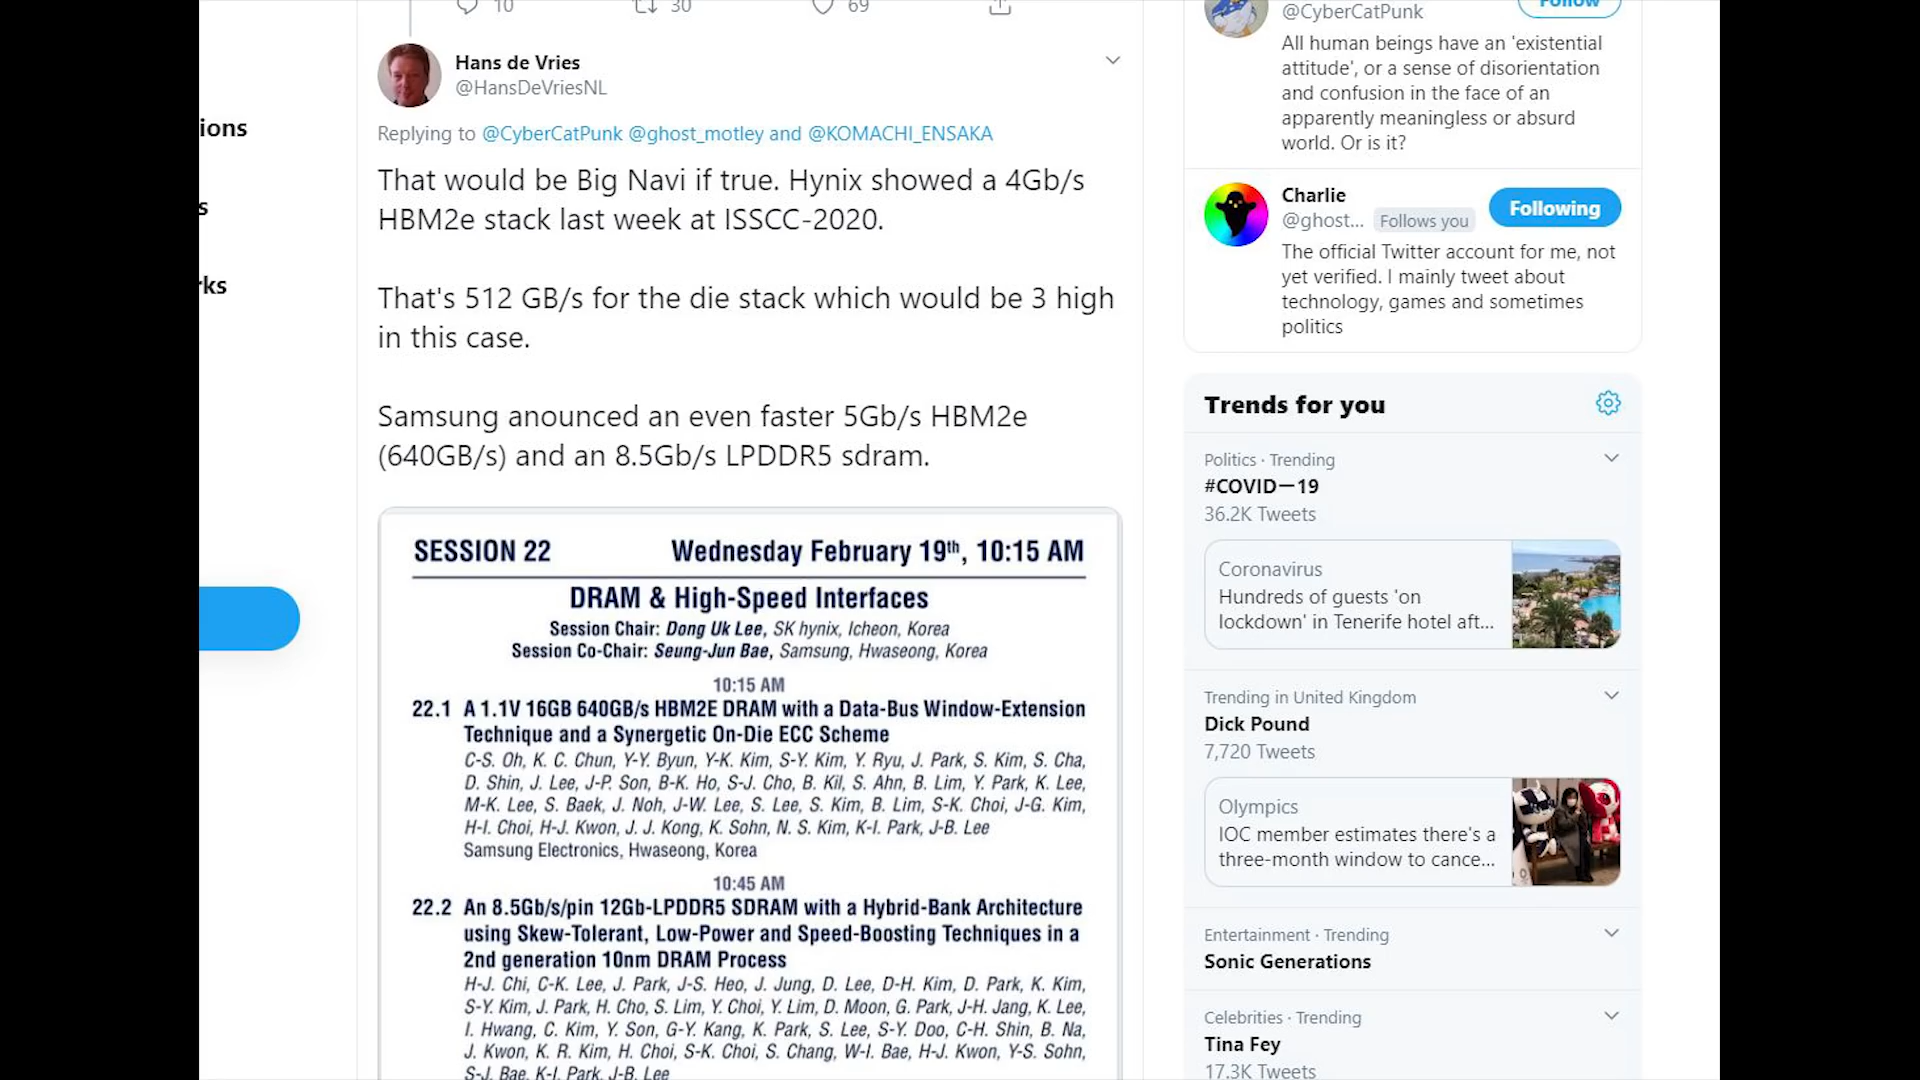 10 30 69
Hans de Vries
@HansDeVriesNL
Replying to @CyberCatPunk @ghost_motley and @KOMACHI_ENSAKA
That would be Big Navi if true. Hynix showed a 4Gb/s
HBM2e stack last week at ISSCC-2020.
That's 512 GB/s for the die stack which would be 3 high
in this case.
Samsung anounced an even faster 5Gb/s HBM2e
(640GB/s) and an 8.5Gb/s LPDDR5 sdram.
SESSION 22 Wednesday February 19th, 10:15 AM
DRAM & High-Speed Interfaces
Session Chair: Dong Uk Lee, SK hynix, Icheon, Korea
Session Co-Chair: Seung-Jun Bae, Samsung, Hwaseong, Korea
10:15 AM
22.1 A 1.1V 16GB 640GB/s HBM2E DRAM with a Data-Bus Window-Extension
Technique and a Synergetic On-Die ECC Scheme
C-S. Oh, K. C. Chun, Y-Y. Byun, Y-K. Kim, S-Y. Kim, Y. Ryu, J. Park, S. Kim, S. Cha,
D. Shin, J. Lee, J-P. Son, B-K. Ho, S-J. Cho, B. Kil, S. Ahn, B. Lim, Y. Park, K. Lee,
M-K. Lee, S. Baek, J. Noh, J-W. Lee, S. Lee, S. Kim, B. Lim, S-K. Choi, J-G. Kim,
H-I. Choi, H-J. Kwon, J. J. Kong, K. Sohn, N. S. Kim, K-I. Park, J-B. Lee
Samsung Electronics, Hwaseong, Korea
10:45 AM
22.2 An 8.5Gb/s/pin 12Gb-LPDDR5 SDRAM with a Hybrid-Bank Architecture
using Skew-Tolerant, Low-Power and Speed-Boosting Techniques in a
2nd generation 10nm DRAM Process
H-J. Chi, C-K. Lee, J. Park, J-S. Heo, J. Jung, D. Lee, D-H. Kim, D. Park, K. Kim,
S-Y. Kim, J. Park, H. Cho, S. Lim, Y. Choi, Y. Lim, D. Moon, G. Park, J-H. Jang, K. Lee,
I. Hwang, C. Kim, Y. Son, G-Y. Kang, K. Park, S. Lee, S-Y. Doo, C-H. Shin, B. Na,
J. Kwon, K. R. Kim, H. Choi, S-K. Choi, S. Chang, W-I. Bae, H-J. Kwon, Y-S. Sohn,
S-J. Bae, K-I. Park, J-B. Lee
ions
s
rks
@CyberCatPunk
Follow
All human beings have an 'existential
attitude', or a sense of disorientation
and confusion in the face of an
apparently meaningless or absurd
world. Or is it?
Charlie
@ghost... Follows you
Following
The official Twitter account for me, not
yet verified. I mainly tweet about
technology, games and sometimes
politics
Trends for you
Politics · Trending
#COVIDー19
36.2K Tweets
Coronavirus
Hundreds of guests 'on
lockdown' in Tenerife hotel aft...
Trending in United Kingdom
Dick Pound
7,720 Tweets
Olympics
IOC member estimates there's a
three-month window to cance...
Entertainment · Trending
Sonic Generations
Celebrities · Trending
Tina Fey
17.3K Tweets